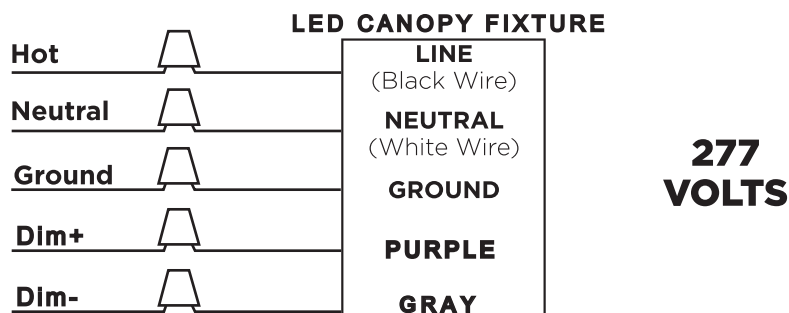 LED CANOPY FIXTURE
Hot
LINE
(Black Wire)
Neutral
NEUTRAL
(White Wire)
277
VOLTS
Ground
GROUND
Dim+
PURPLE
Dim-
GRAY